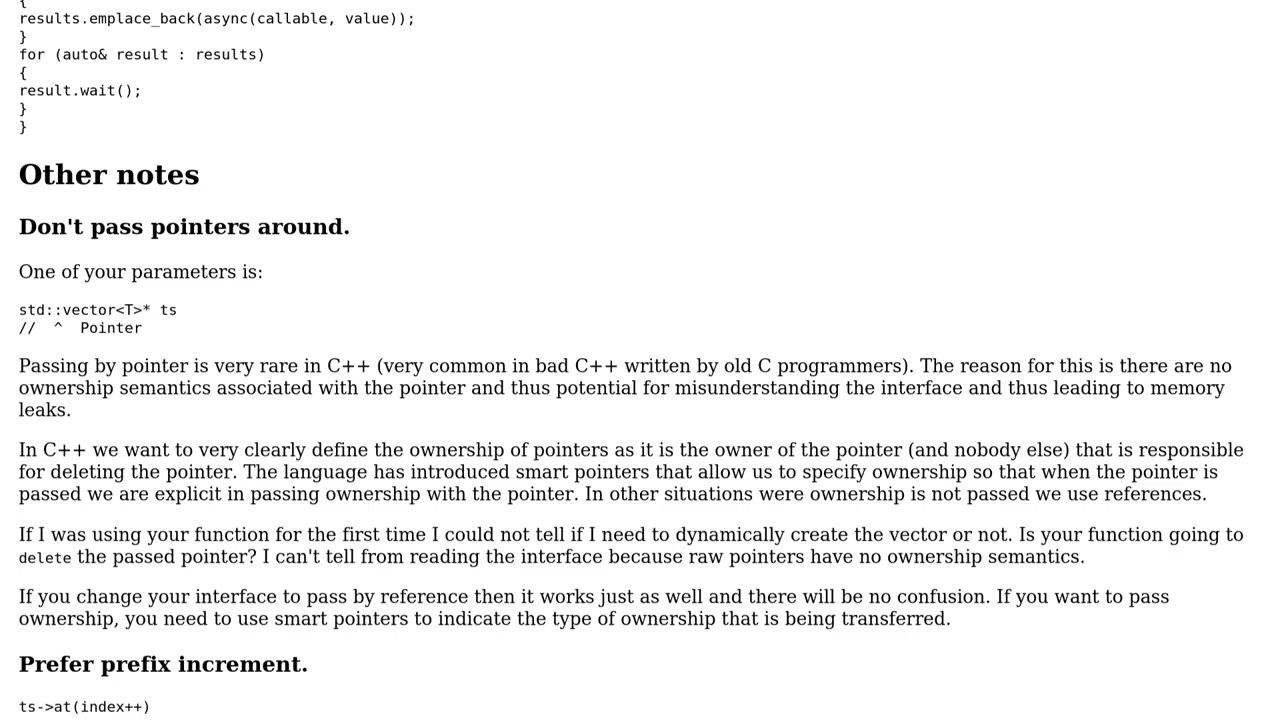 {
results.emplace_back(async(callable, value));
}
for (auto& result : results)
{
result.wait();
}
}
Other notes
Don't pass pointers around.
One of your parameters is:
std::vector<T>* ts
//  ^  Pointer
Passing by pointer is very rare in C++ (very common in bad C++ written by old C programmers). The reason for this is there are no
ownership semantics associated with the pointer and thus potential for misunderstanding the interface and thus leading to memory
leaks.
In C++ we want to very clearly define the ownership of pointers as it is the owner of the pointer (and nobody else) that is responsible
for deleting the pointer. The language has introduced smart pointers that allow us to specify ownership so that when the pointer is
passed we are explicit in passing ownership with the pointer. In other situations were ownership is not passed we use references.
If I was using your function for the first time I could not tell if I need to dynamically create the vector or not. Is your function going to
delete the passed pointer? I can't tell from reading the interface because raw pointers have no ownership semantics.
If you change your interface to pass by reference then it works just as well and there will be no confusion. If you want to pass
ownership, you need to use smart pointers to indicate the type of ownership that is being transferred.
Prefer prefix increment.
ts->at(index++)